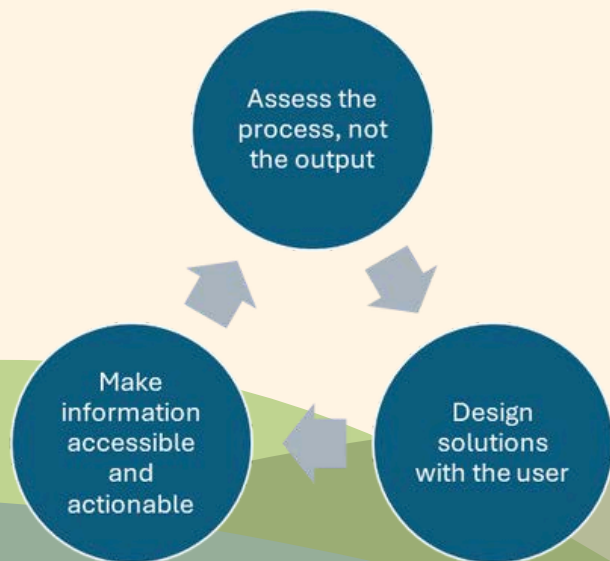 Assess the
process, not
the output
Design
solutions
with the user
Make
information
accessible
and
actionable